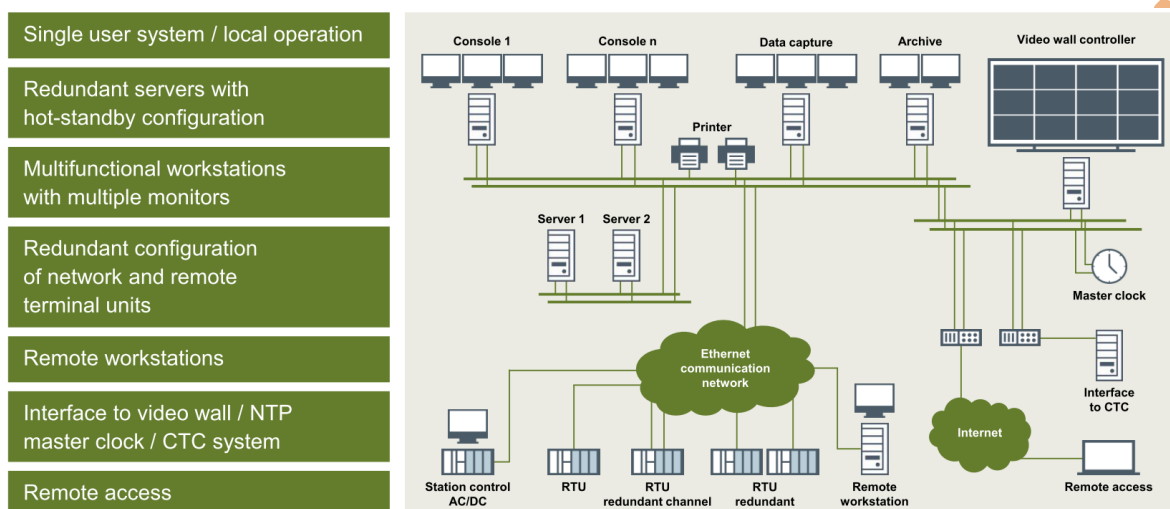 Single user system / local operation
Redundant servers with
hot-standby configuration
Multifunctional workstations
with multiple monitors
Redundant configuration
of network and remote
terminal units
Remote workstations
Interface to video wall / NTP
master clock / CTC system
Remote access
Console 1
Console n
Data capture
Archive
Video wall controller
Printer
Server 1
Server 2
Master clock
Ethernet
communication
network
Interface
to CTC
Internet
Station control
AC/DC
RTU
RTU
redundant channel
RTU
redundant
Remote
workstation
Remote access